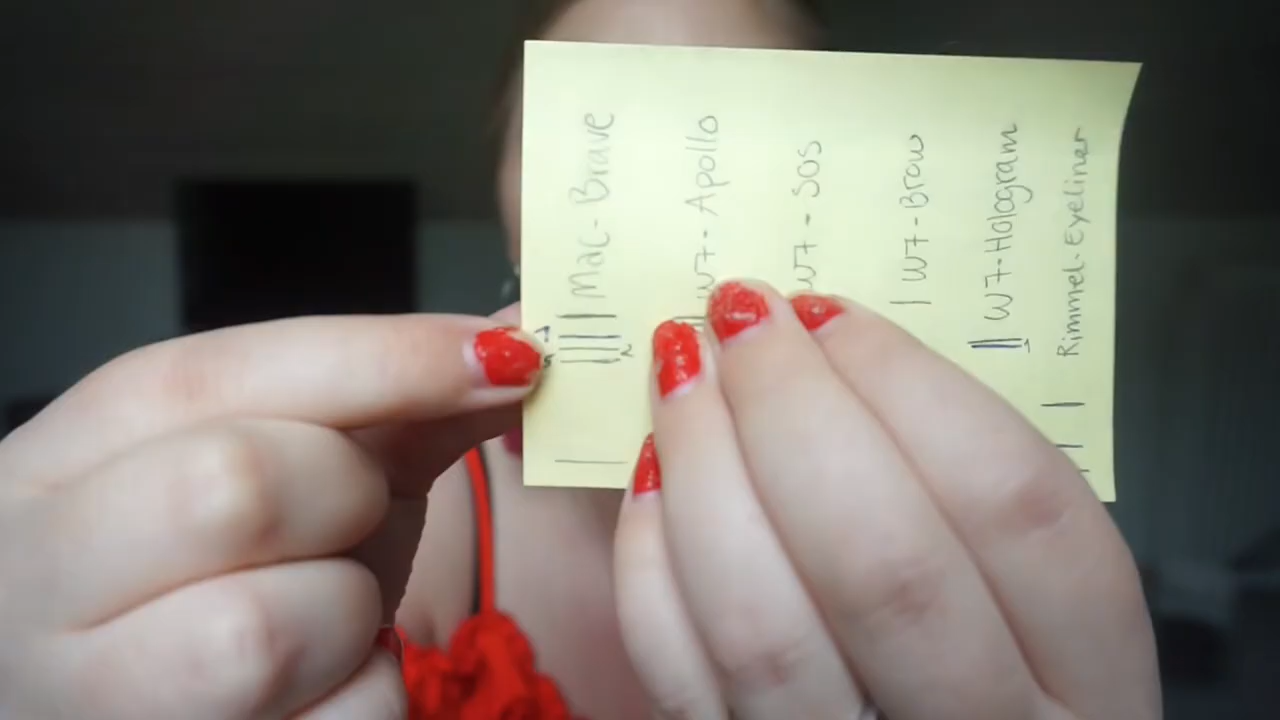 Mac - Brave
W7 - Apollo
W7 - SOS
W7 - Brow
W7 - Hologram
Rimmel - Eyeliner